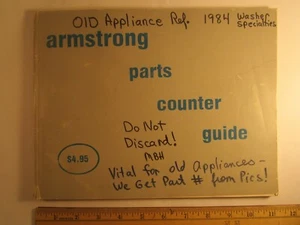 OlD Appliance Ref. 1984 Washer
Specialties
armstrong
parts
counter
guide
Do Not
Discard!
MBH
$4.95
Vital for old Appliances –
We Get Part # from Pics!